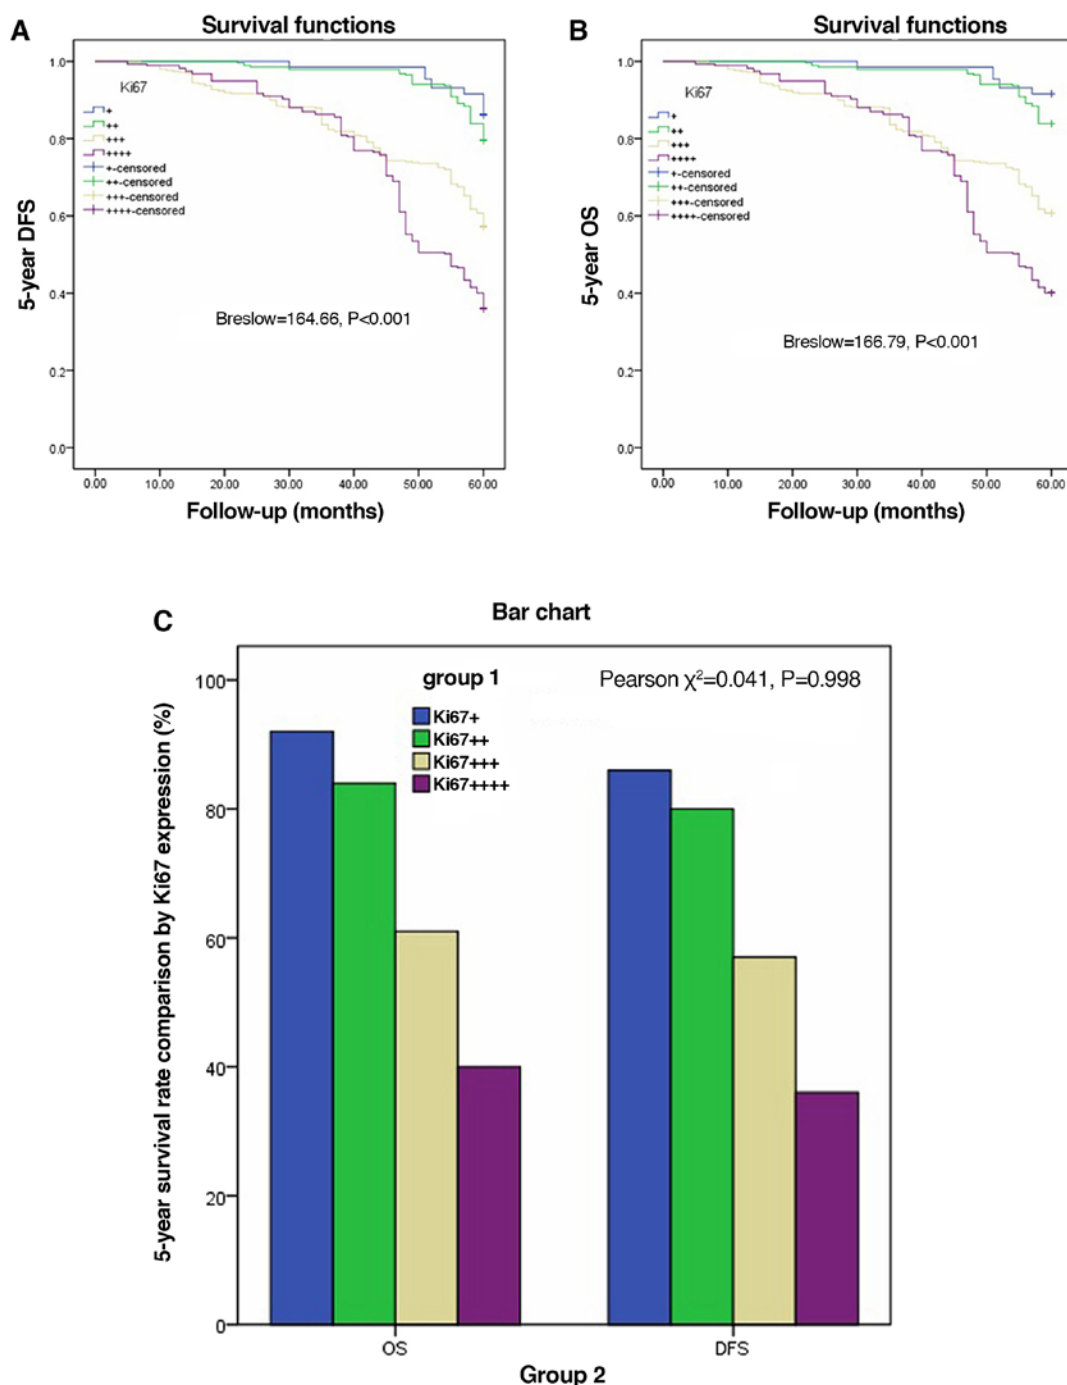 A
Survival functions
5-year DFS
1.0
0.8
0.6
0.4
0.2
0.0
Ki67
+
++
+++
++++
+-censored
++-censored
+++-censored
++++-censored
Breslow=164.66, P<0.001
0.00 10.00 20.00 30.00 40.00 50.00 60.00
Follow-up (months)
B
Survival functions
5-year OS
1.0
0.8
0.6
0.4
0.2
0.0
Ki67
+
++
+++
++++
+-censored
++-censored
+++-censored
++++-censored
Breslow=166.79, P<0.001
0.00 10.00 20.00 30.00 40.00 50.00 60.00
Follow-up (months)
C
Bar chart
5-year survival rate comparison by Ki67 expression (%)
100
80
60
40
20
0
group 1
Ki67+
Ki67++
Ki67+++
Ki67++++
Pearson χ²=0.041, P=0.998
OS DFS
Group 2